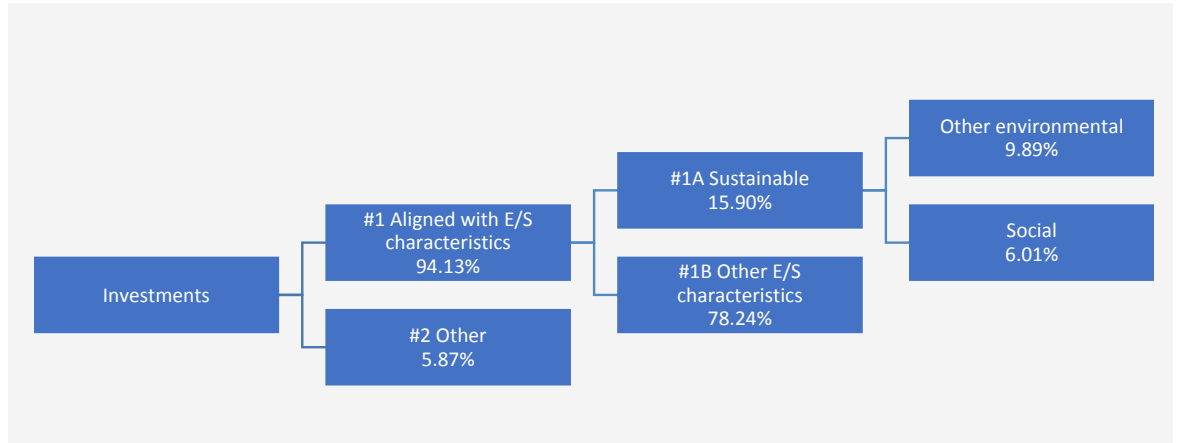 Investments
#1 Aligned with E/S
characteristics
94.13%
#2 Other
5.87%
#1A Sustainable
15.90%
#1B Other E/S
characteristics
78.24%
Other environmental
9.89%
Social
6.01%